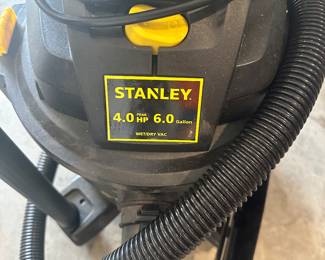 STANLEY
4.0 Peak HP 6.0 Gallon
WET/DRY VAC